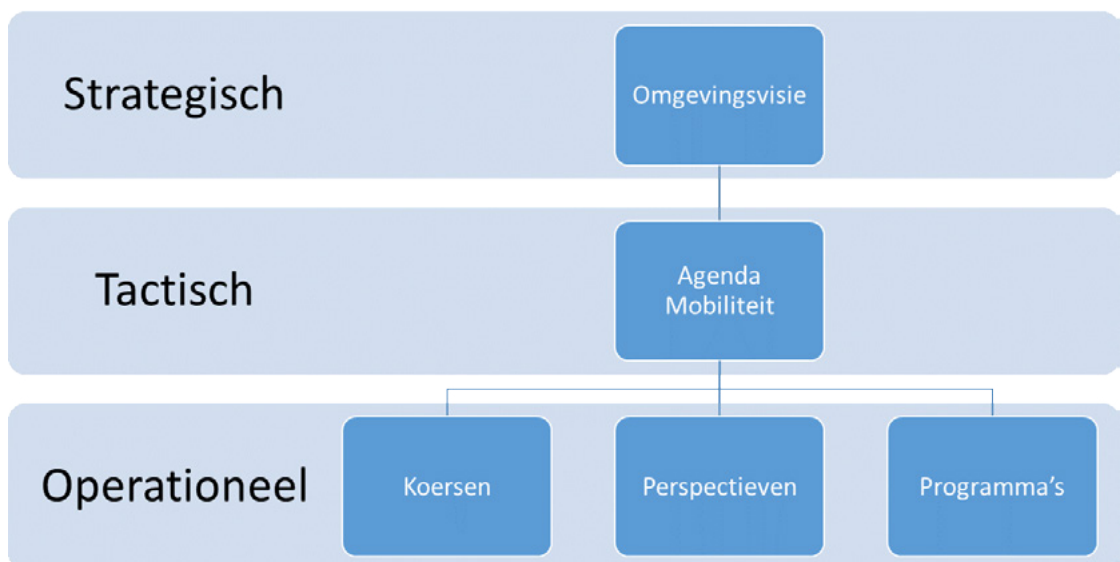 Strategisch
Omgevingsvisie
Tactisch
Agenda
Mobiliteit
Operationeel
Koersen
Perspectieven
Programma's